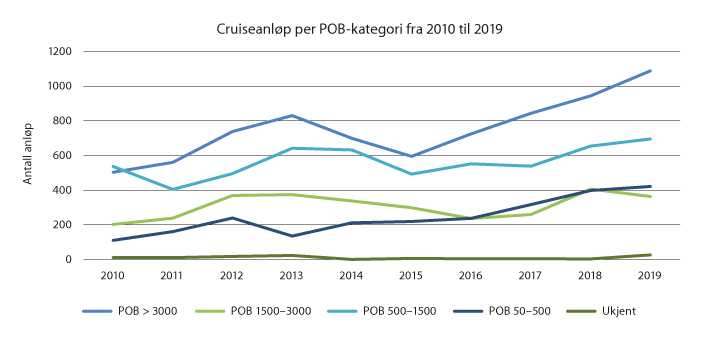 Cruiseanløp per POB-kategori fra 2010 til 2019
Antall anløp
1200
1000
800
600
400
200
0
2010 2011 2012 2013 2014 2015 2016 2017 2018 2019
POB > 3000 POB 1500–3000 POB 500–1500 POB 50–500 Ukjent